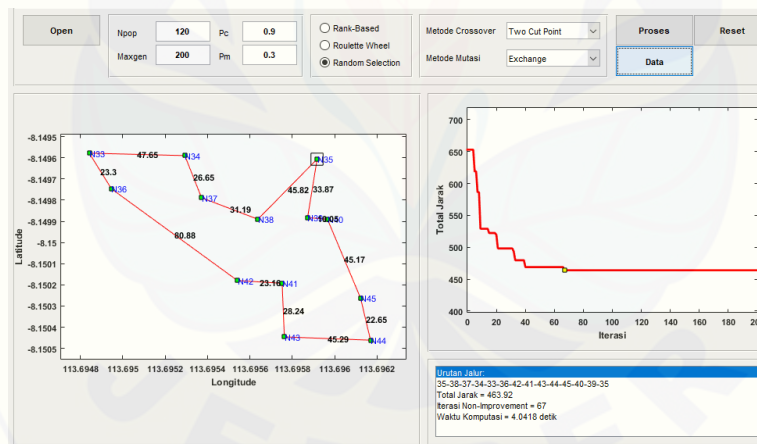 Open
Npop 120 Pc 0.9
Maxgen 200 Pm 0.3
Rank-Based
Roulette Wheel
Random Selection
Metode Crossover Two Cut Point
Metode Mutasi Exchange
Proses Reset
Data
-8.1495
-8.1496
-8.1497
-8.1498
-8.1499
-8.15
-8.1501
-8.1502
-8.1503
-8.1504
-8.1505
Latitude
N33 47.65 N34 N35
23.3 26.65 45.82 33.87
N36 N37
31.19 N38
80.88 45.17
N42 N41
28.24 N45
22.65
N43 45.29 N44
113.6948 113.695 113.6952 113.6954 113.6956 113.6958 113.696 113.6962
Longitude
700
650
600
550
500
450
400
Total Jarak
0 20 40 60 80 100 120 140 160 180
Iterasi
Urutan Jalur:
35-38-37-34-33-36-42-41-43-44-45-40-39-35
Total Jarak = 463.92
Iterasi Non-Improvement = 67
Waktu Komputasi = 4.0418 detik